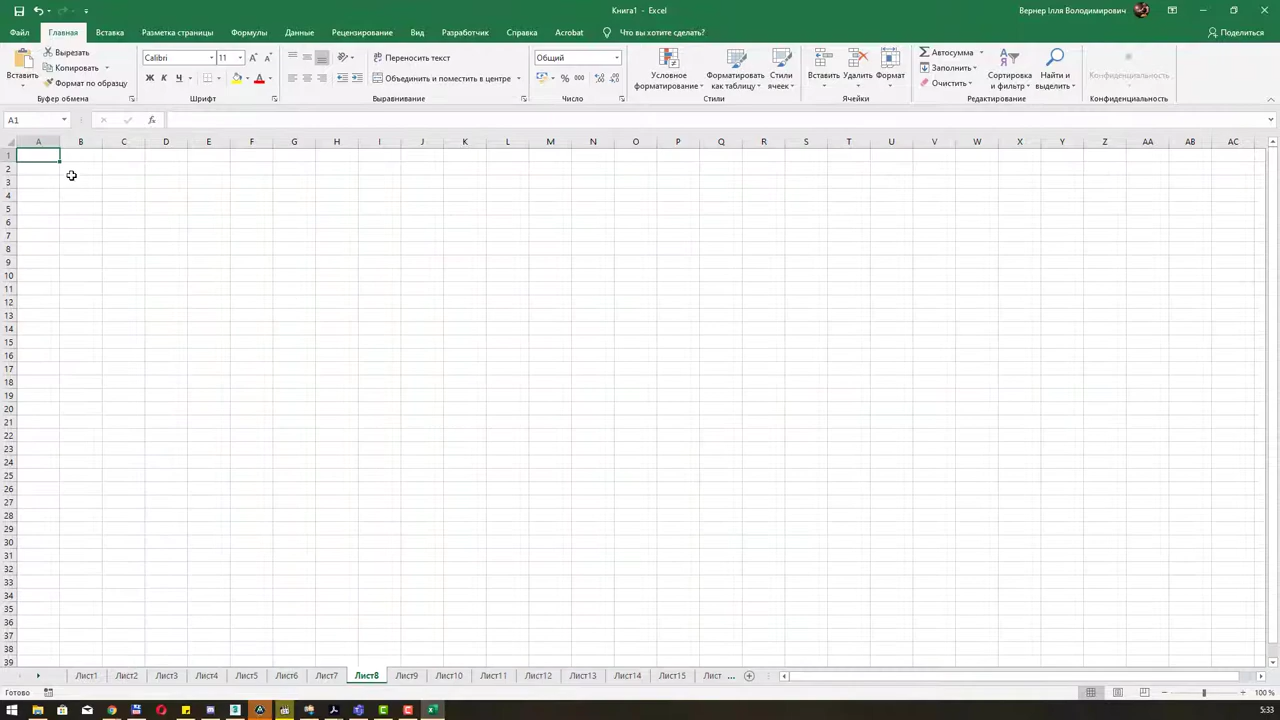 Книга1 - Excel
Вернер Ілля Володимирович
Файл Главная Вставка Разметка страницы Формулы Данные Рецензирование Вид Разработчик Справка Acrobat Что вы хотите сделать? Поделиться
Вставить
Вырезать
Копировать
Формат по образцу
Буфер обмена
Calibri 11
Ж К Ч
Шрифт
Переносить текст
Объединить и поместить в центре
Выравнивание
Общий
% 000
Число
Условное форматирование
Форматировать как таблицу
Стили ячеек
Стили
Вставить Удалить Формат
Ячейки
Автосумма
Заполнить
Очистить
Сортировка и фильтр
Найти и выделить
Редактирование
Конфиденциальность
Конфиденциальность
A1
fx
A B C D E F G H I J K L M N O P Q R S T U V W X Y Z AA AB AC
1
2
3
4
5
6
7
8
9
10
11
12
13
14
15
16
17
18
19
20
21
22
23
24
25
26
27
28
29
30
31
32
33
34
35
36
37
38
39
Лист1 Лист2 Лист3 Лист4 Лист5 Лист6 Лист7 Лист8 Лист9 Лист10 Лист11 Лист12 Лист13 Лист14 Лист15 Лист ...
Готово
100 %
5:33